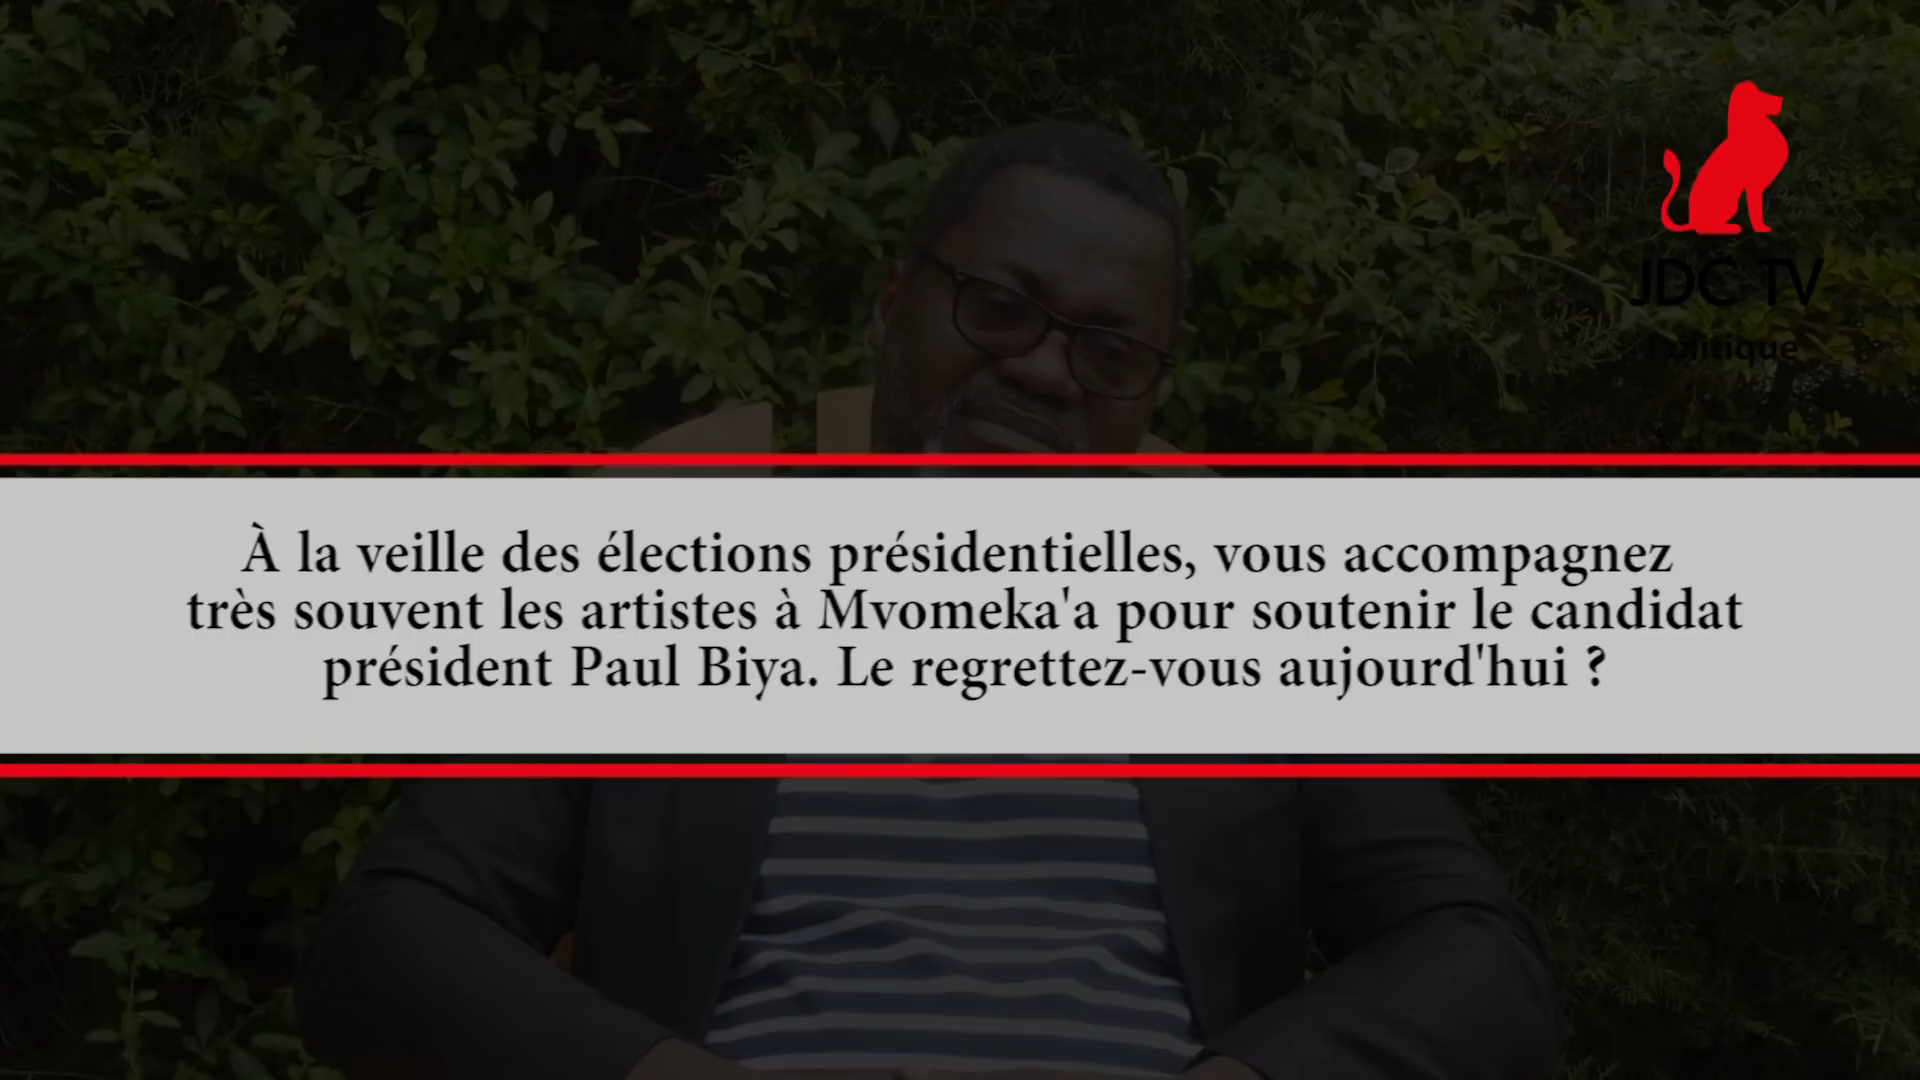 JDC TV
Politique
À la veille des élections présidentielles, vous accompagnez
très souvent les artistes à Mvomeka'a pour soutenir le candidat
président Paul Biya. Le regrettez-vous aujourd'hui ?